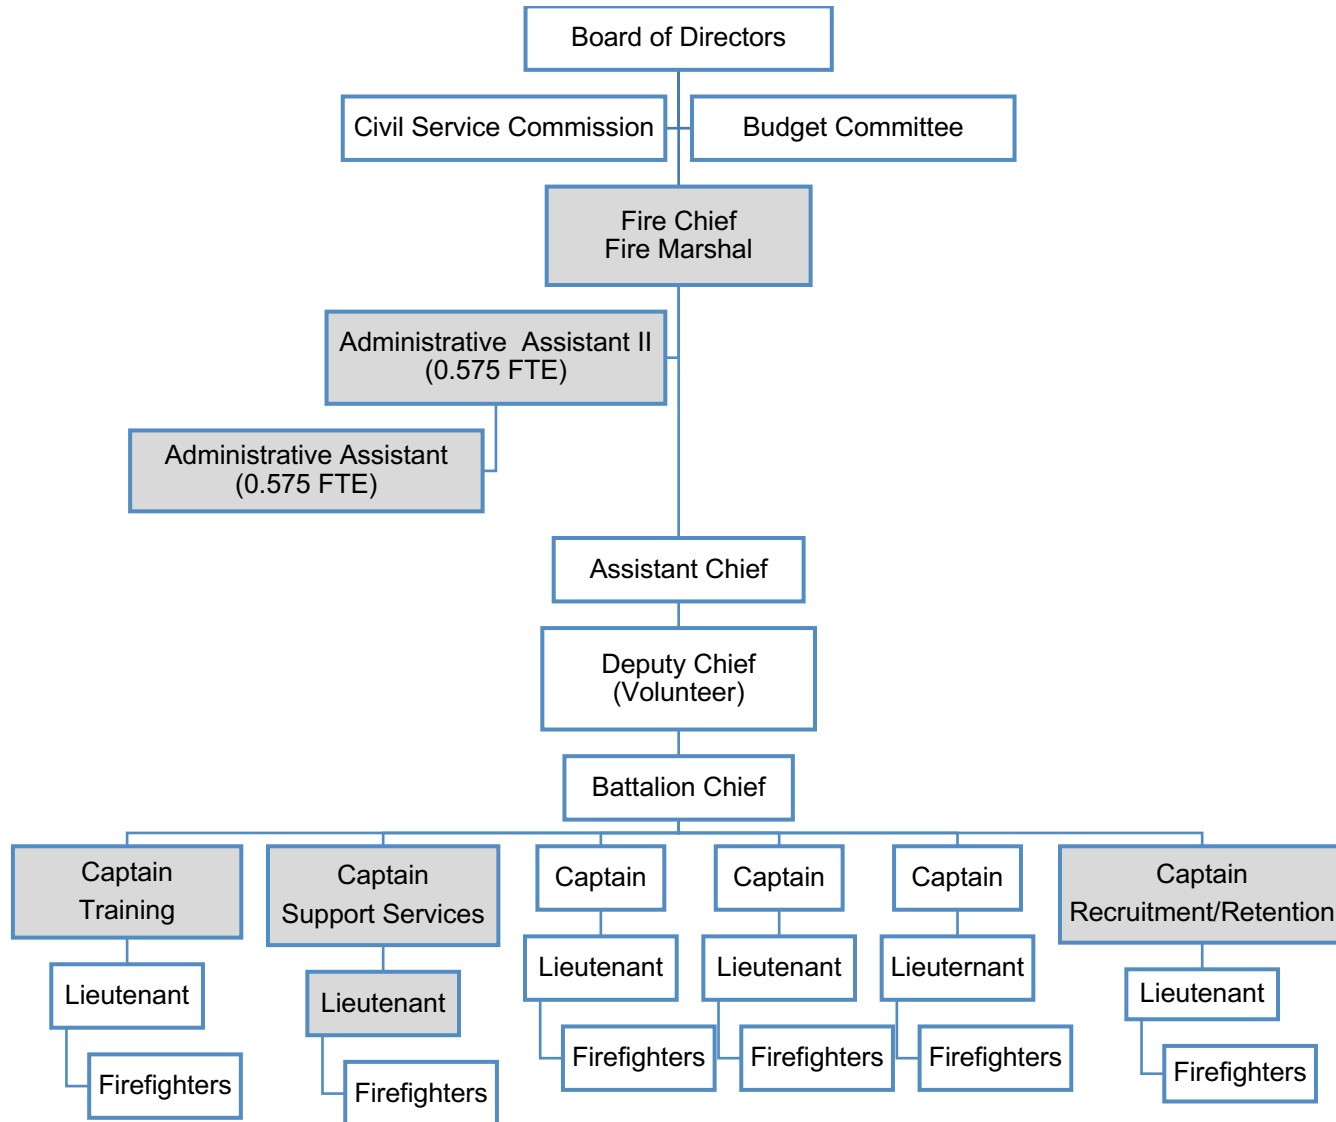 Board of Directors
Civil Service Commission
Budget Committee
Fire Chief
Fire Marshal
Administrative Assistant II
(0.575 FTE)
Administrative Assistant
(0.575 FTE)
Assistant Chief
Deputy Chief
(Volunteer)
Battalion Chief
Captain
Training
Captain
Support Services
Captain
Captain
Captain
Captain
Recruitment/Retention
Lieutenant
Lieutenant
Lieutenant
Lieutenant
Lieuternant
Lieutenant
Firefighters
Firefighters
Firefighters
Firefighters
Firefighters
Firefighters